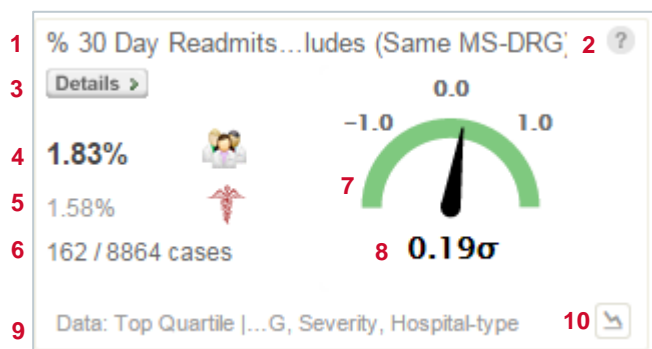 1 % 30 Day Readmits...ludes (Same MS-DRG) 2 ?
3 Details >
0.0
-1.0 1.0
4 1.83%
7
5 1.58%
6 162 / 8864 cases 8 0.19σ
9 Data: Top Quartile |...G, Severity, Hospital-type 10